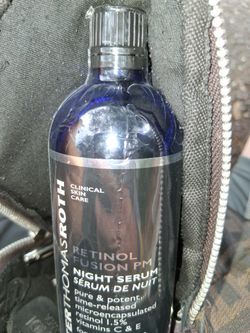 CLINICAL
SKIN
CARE
ERTHOMASROTH
RETINOL
FUSION PM
NIGHT SERUM
SÉRUM DE NUIT
pure & potent,
time-released
microencapsulated
retinol 1.5%
vitamins C & E